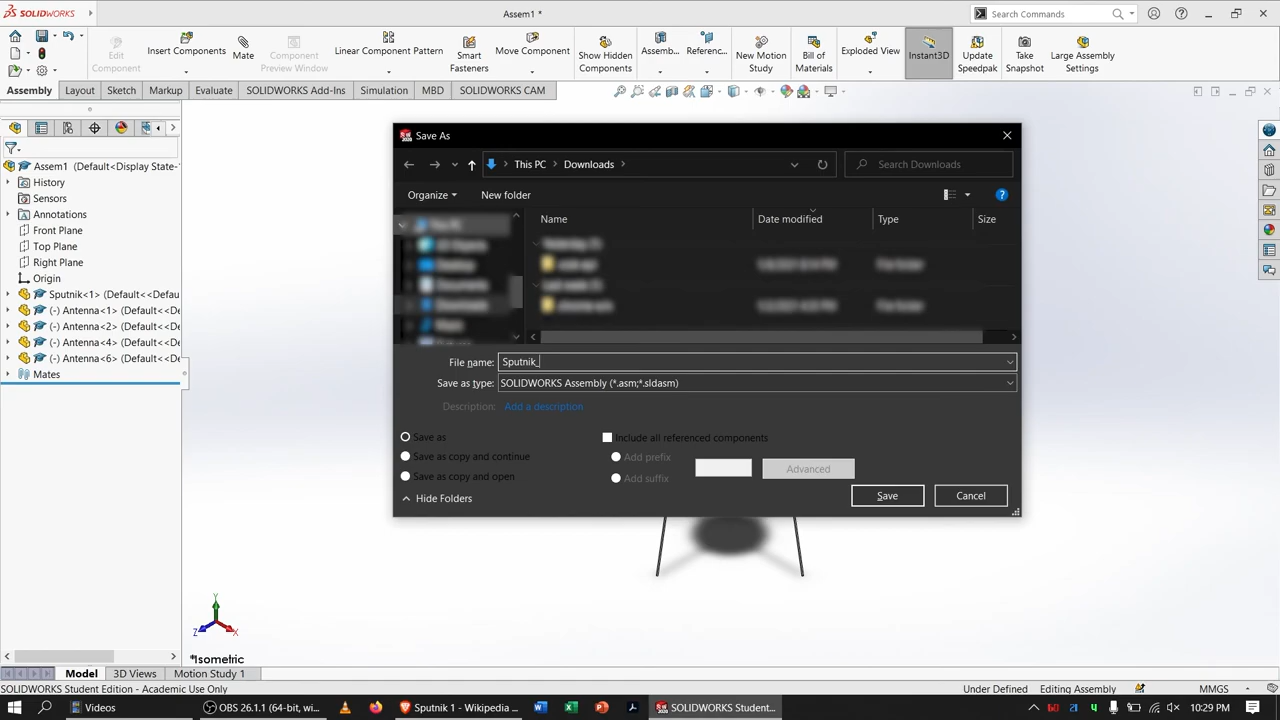 SOLIDWORKS
Assem1 *
Search Commands
Edit Component
Insert Components
Mate
Component Preview Window
Linear Component Pattern
Smart Fasteners
Move Component
Show Hidden Components
Assemb...
Referenc...
New Motion Study
Bill of Materials
Exploded View
Instant3D
Update Speedpak
Take Snapshot
Large Assembly Settings
Assembly
Layout
Sketch
Markup
Evaluate
SOLIDWORKS Add-Ins
Simulation
MBD
SOLIDWORKS CAM
Assem1 (Default<Display State-
History
Sensors
Annotations
Front Plane
Top Plane
Right Plane
Origin
Sputnik<1> (Default<<Defau
(-) Antenna<1> (Default<<De
(-) Antenna<2> (Default<<De
(-) Antenna<4> (Default<<De
(-) Antenna<6> (Default<<De
Mates
Save As
This PC
Downloads
Search Downloads
Organize
New folder
Name
Date modified
Type
Size
File name:
Sputnik_
Save as type:
SOLIDWORKS Assembly (*.asm;*.sldasm)
Description:
Add a description
Save as
Save as copy and continue
Save as copy and open
Include all referenced components
Add prefix
Add suffix
Advanced
Hide Folders
Save
Cancel
Y
Z
X
*Isometric
Model
3D Views
Motion Study 1
SOLIDWORKS Student Edition - Academic Use Only
Under Defined
Editing Assembly
MMGS
Videos
OBS 26.1.1 (64-bit, wi...
Sputnik 1 - Wikipedia ...
SOLIDWORKS Student...
10:29 PM